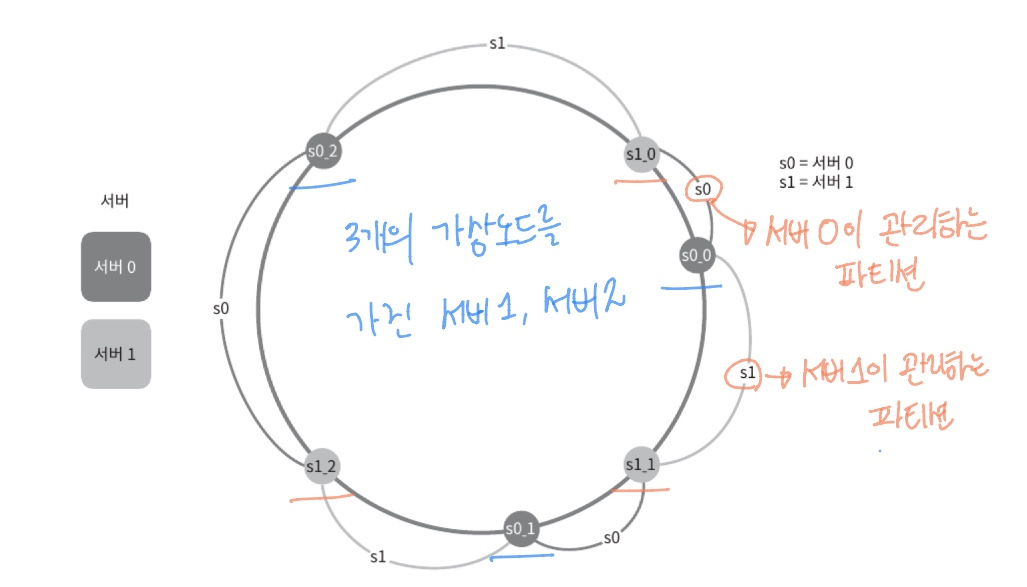 s1
s0_2
s1_0
s0
s0 = 서버 0
s1 = 서버 1
서버
서버 0
서버 1
3개의 가상노드를
가진 서버1, 서버2
서버 0이 관리하는
파티션
s0_0
s0
s1
서버1이 관리하는
파티션
s1_2
s1_1
s0_1
s0
s1